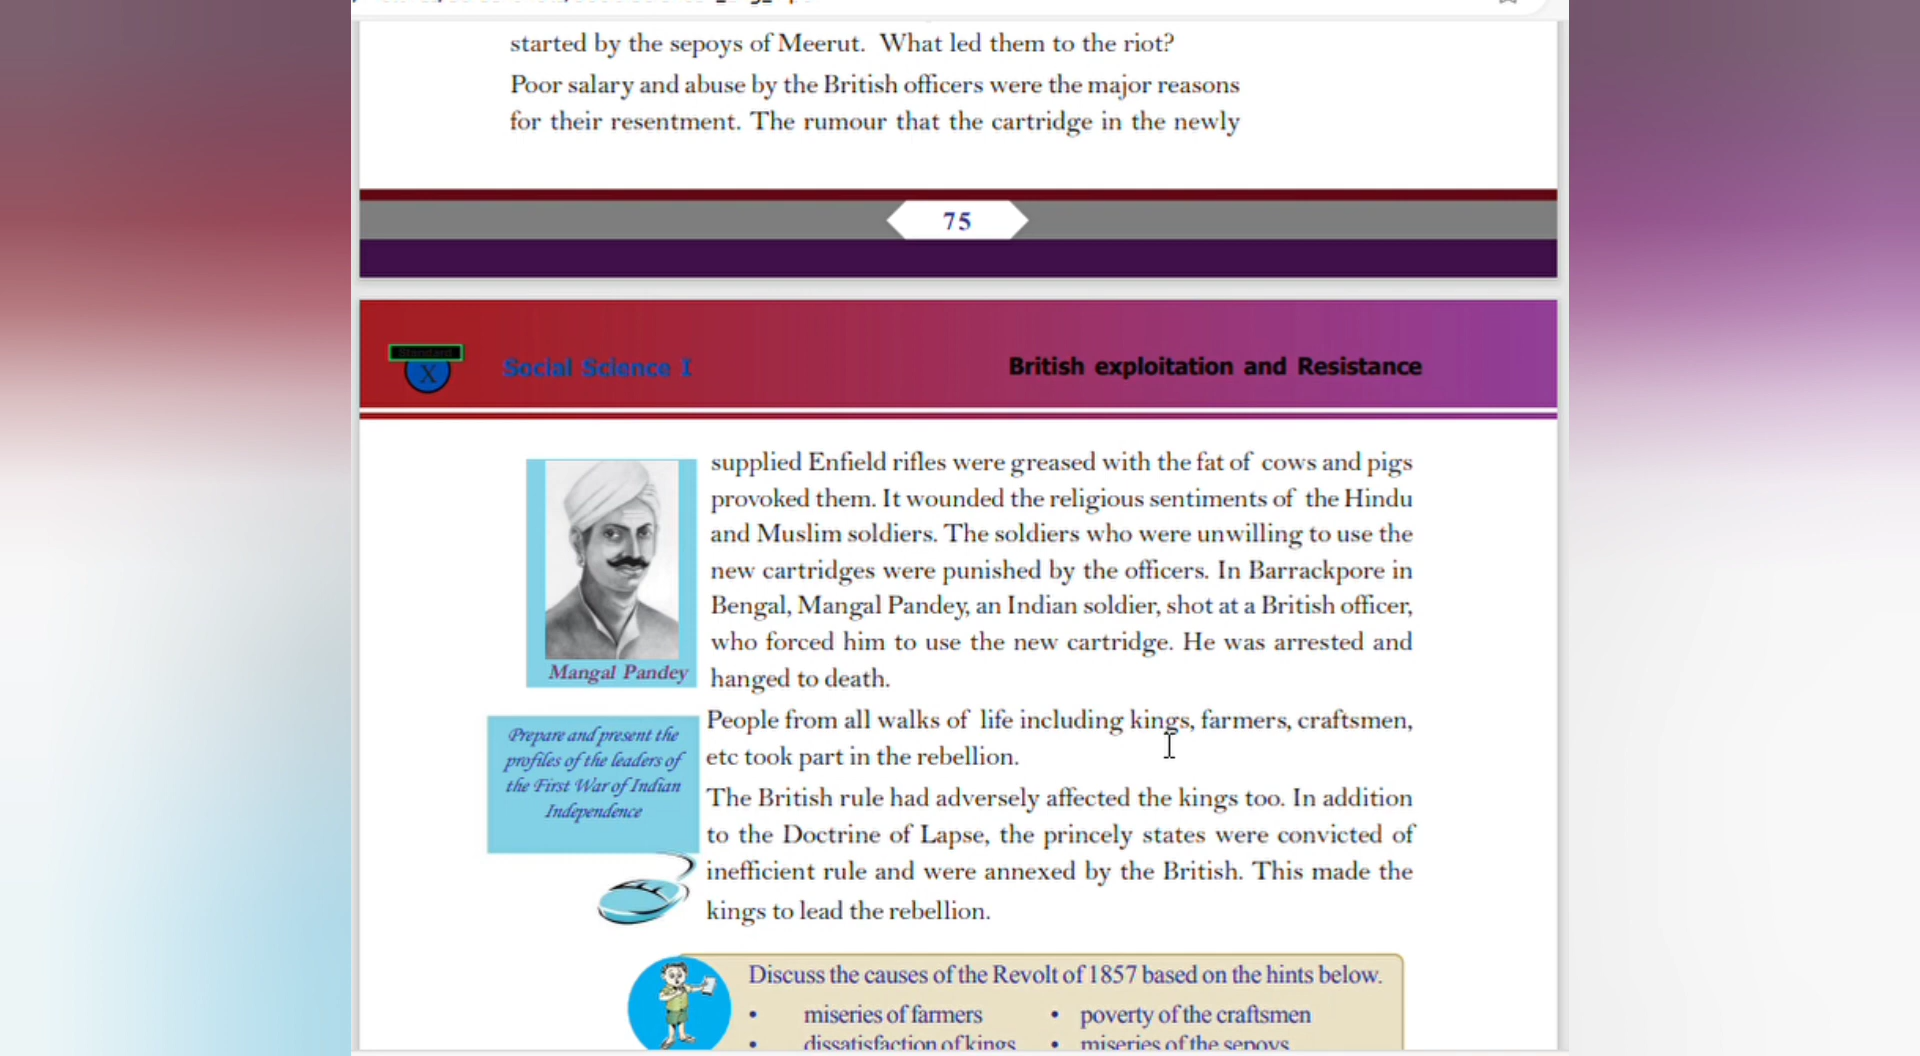 started by the sepoys of Meerut. What led them to the riot?
Poor salary and abuse by the British officers were the major reasons
for their resentment. The rumour that the cartridge in the newly
75
Standard
X
Social Science I
British exploitation and Resistance
supplied Enfield rifles were greased with the fat of cows and pigs
provoked them. It wounded the religious sentiments of the Hindu
and Muslim soldiers. The soldiers who were unwilling to use the
new cartridges were punished by the officers. In Barrackpore in
Bengal, Mangal Pandey, an Indian soldier, shot at a British officer,
who forced him to use the new cartridge. He was arrested and
hanged to death.
Mangal Pandey
People from all walks of life including kings, farmers, craftsmen,
etc took part in the rebellion.
The British rule had adversely affected the kings too. In addition
to the Doctrine of Lapse, the princely states were convicted of
inefficient rule and were annexed by the British. This made the
kings to lead the rebellion.
Prepare and present the
profiles of the leaders of
the First War of Indian
Independence
Discuss the causes of the Revolt of 1857 based on the hints below.
• miseries of farmers
• poverty of the craftsmen
• dissatisfaction of kings
• miseries of the sepoys